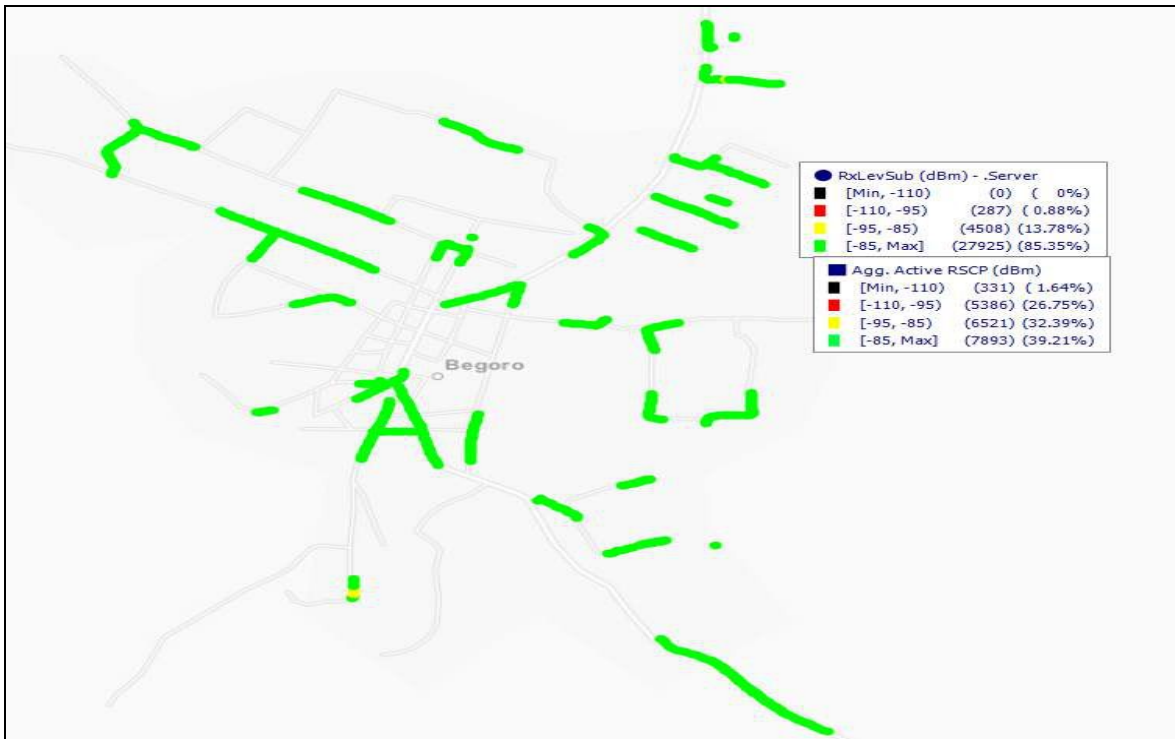 RxLevSub (dBm) - .Server
[Min, -110) (0) ( 0%)
[-110, -95) (287) ( 0.88%)
[-95, -85) (4508) (13.78%)
[-85, Max] (27925) (85.35%)
Agg. Active RSCP (dBm)
[Min, -110) (331) ( 1.64%)
[-110, -95) (5386) (26.75%)
[-95, -85) (6521) (32.39%)
[-85, Max] (7893) (39.21%)
Begoro